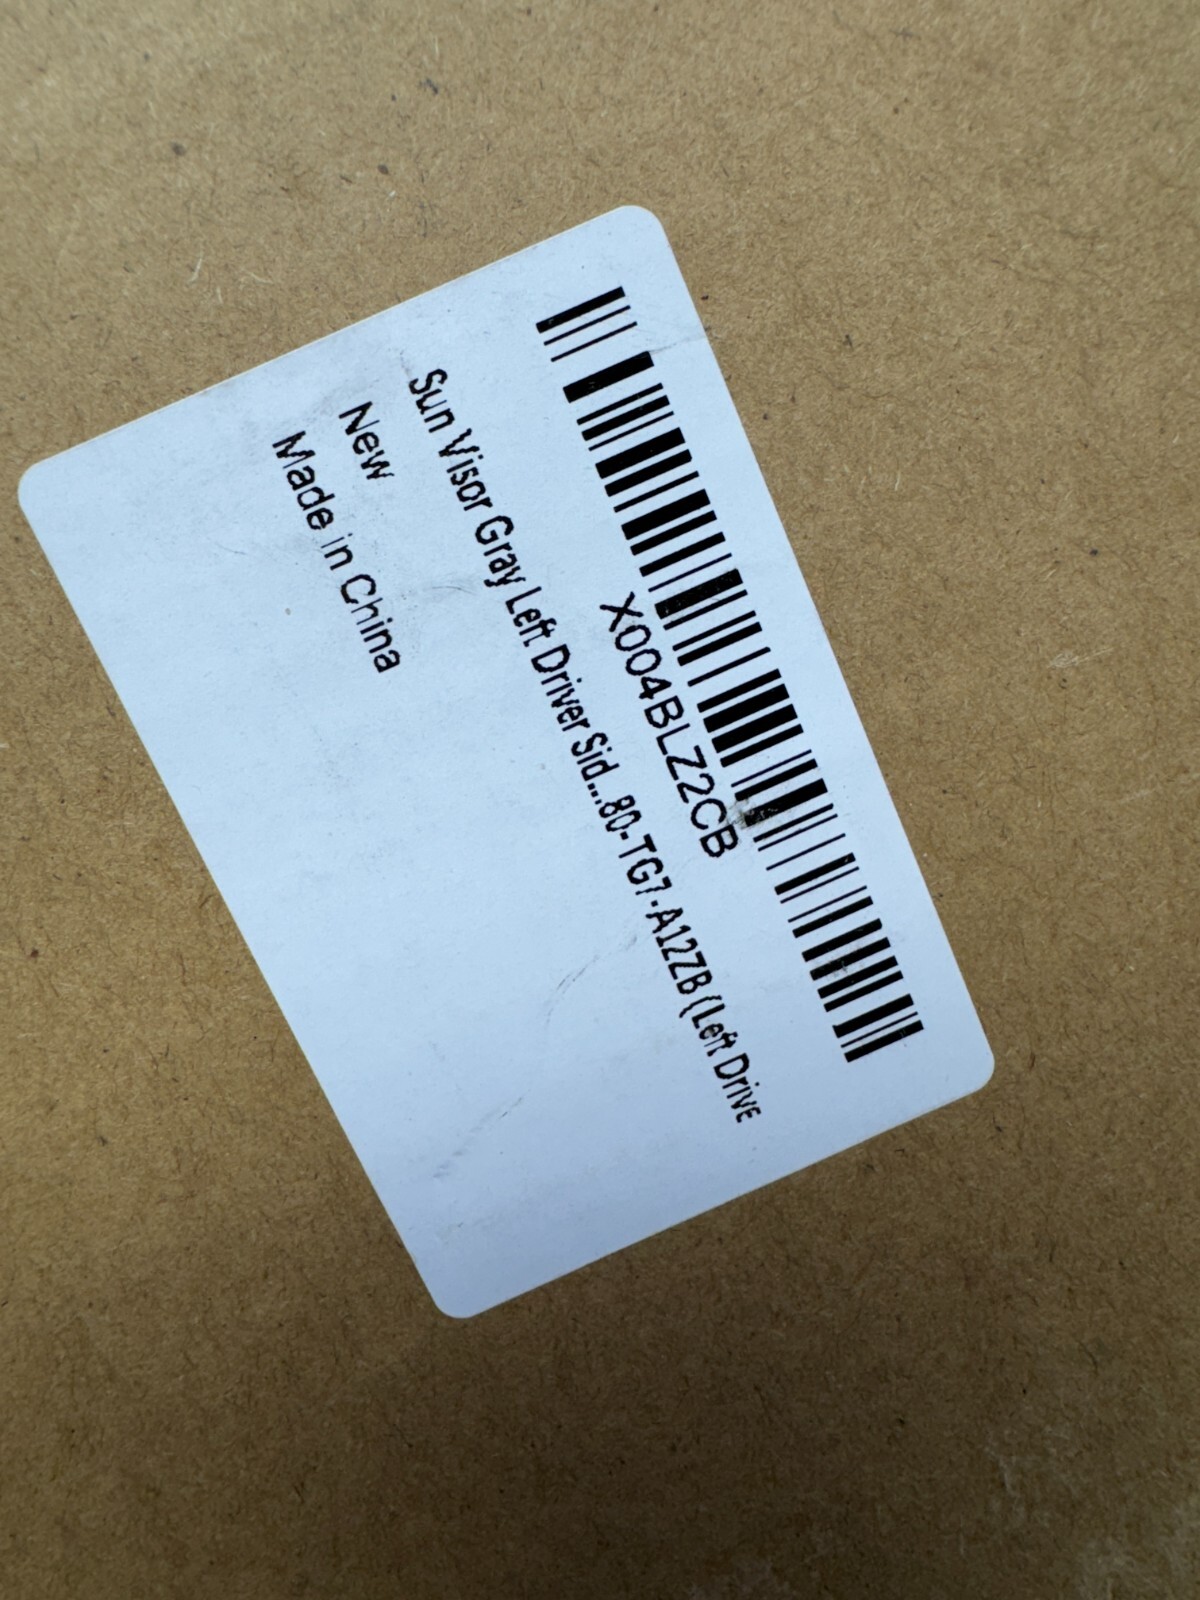 X004BLZ2CB
Sun Visor Gray Left Driver Sid...80-TG7-A12ZB (Left Drive
New
Made in China